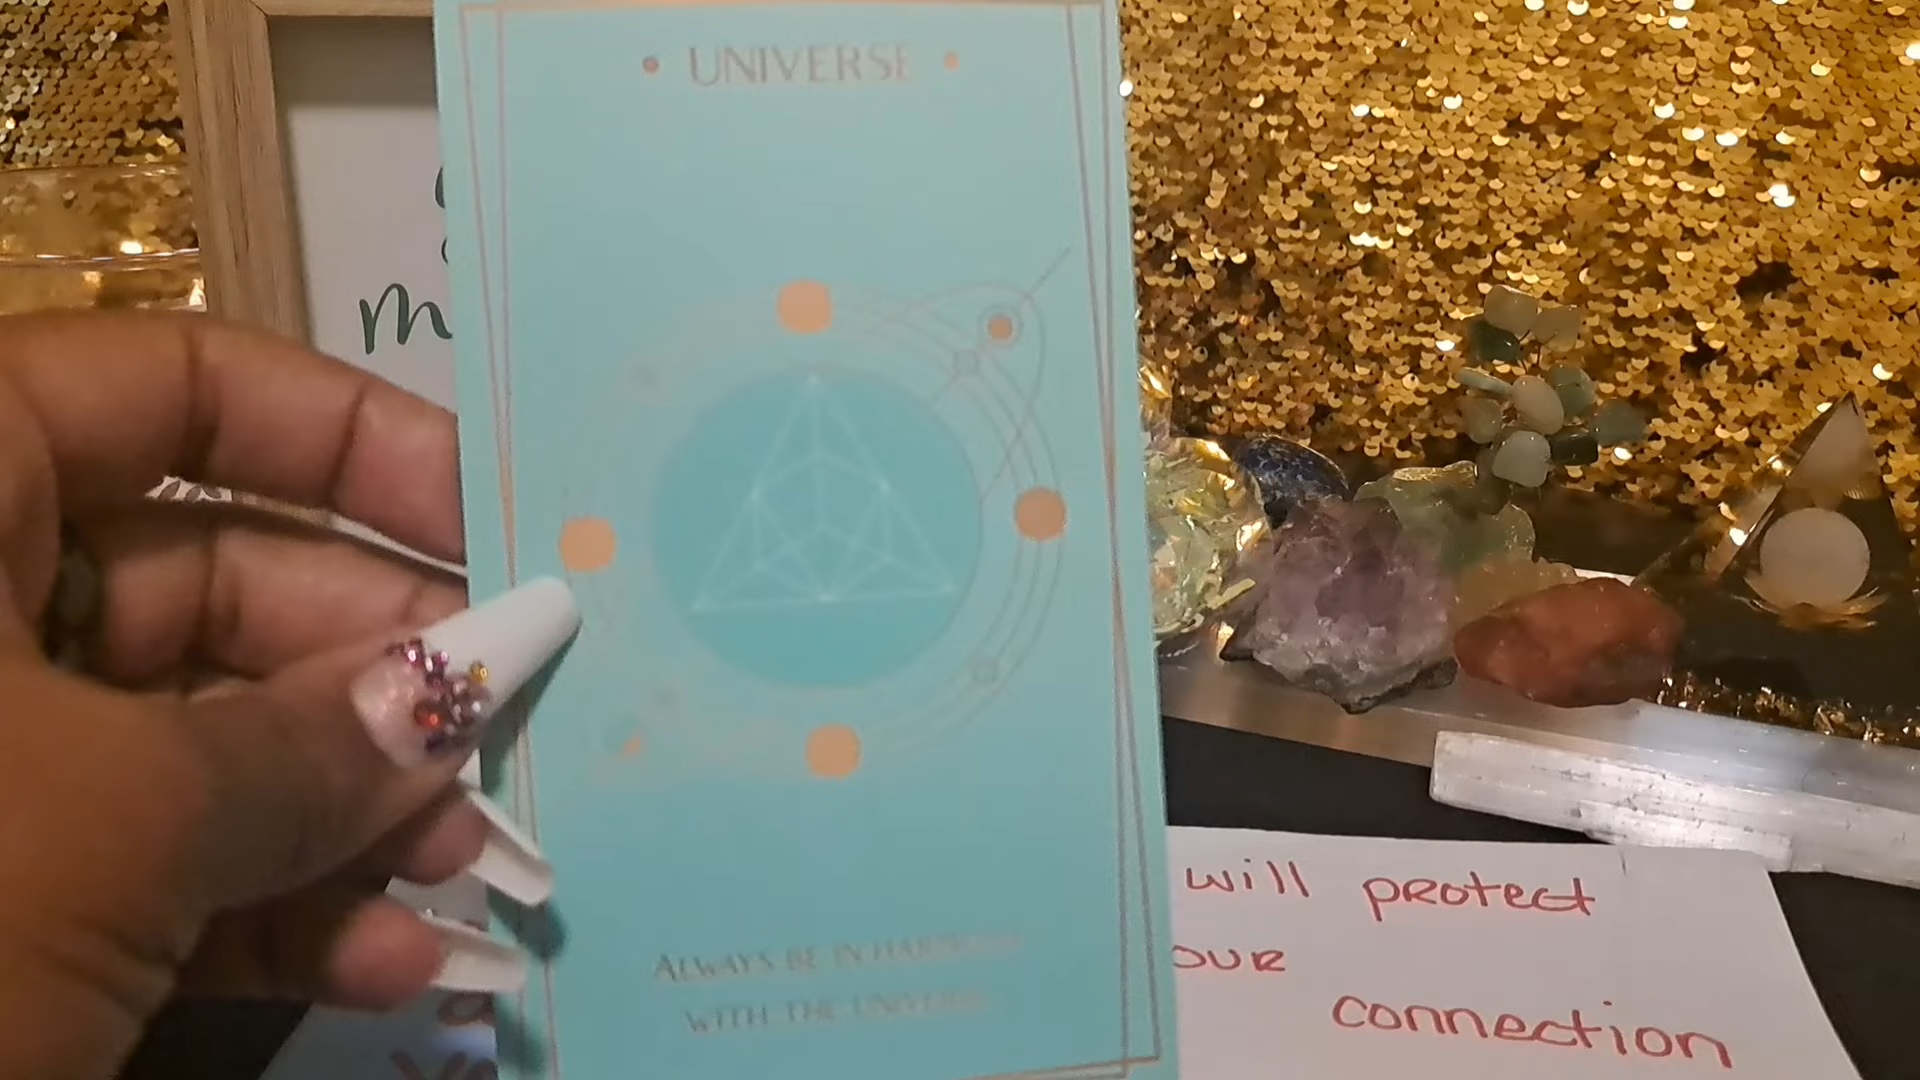 UNIVERSE
m
ALWAYS BE IN HARMONY
WITH THE UNIVERSE
will protect
our
connection